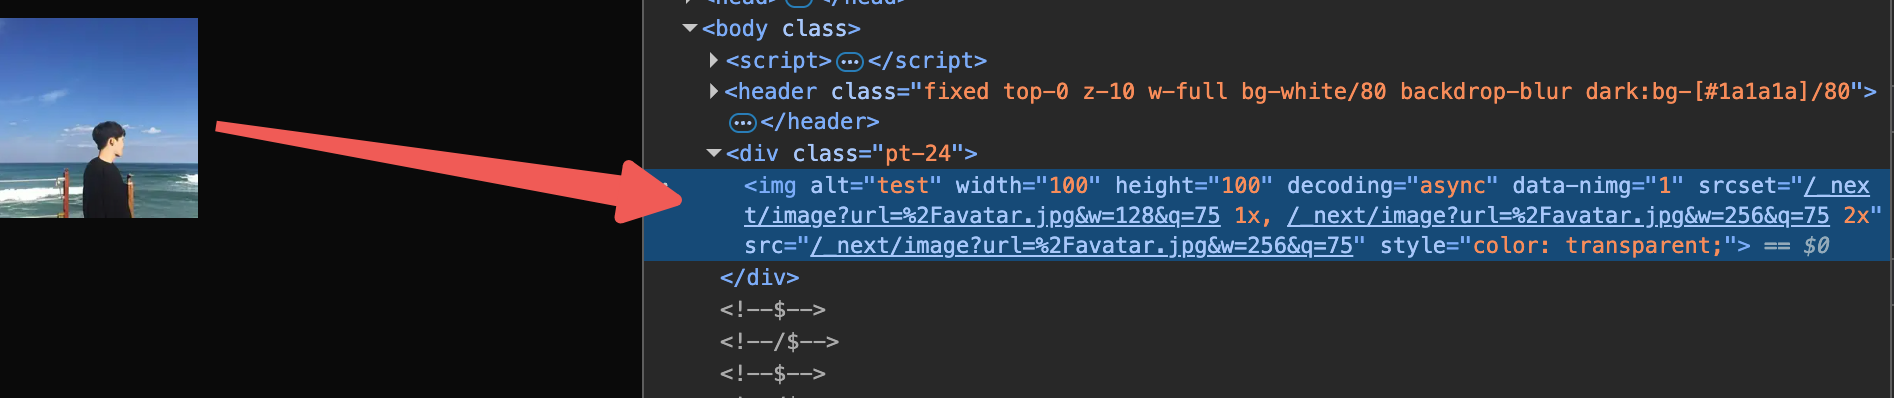 <body class>
<script>…</script>
<header class="fixed top-0 z-10 w-full bg-white/80 backdrop-blur dark:bg-[#1a1a1a]/80">
…</header>
<div class="pt-24">
<img alt="test" width="100" height="100" decoding="async" data-nimg="1" srcset="/_nex
t/image?url=%2Favatar.jpg&w=128&q=75 1x, /_next/image?url=%2Favatar.jpg&w=256&q=75 2x"
src="/_next/image?url=%2Favatar.jpg&w=256&q=75" style="color: transparent;"> == $0
</div>
<!--$-->
<!--/$-->
<!--$-->